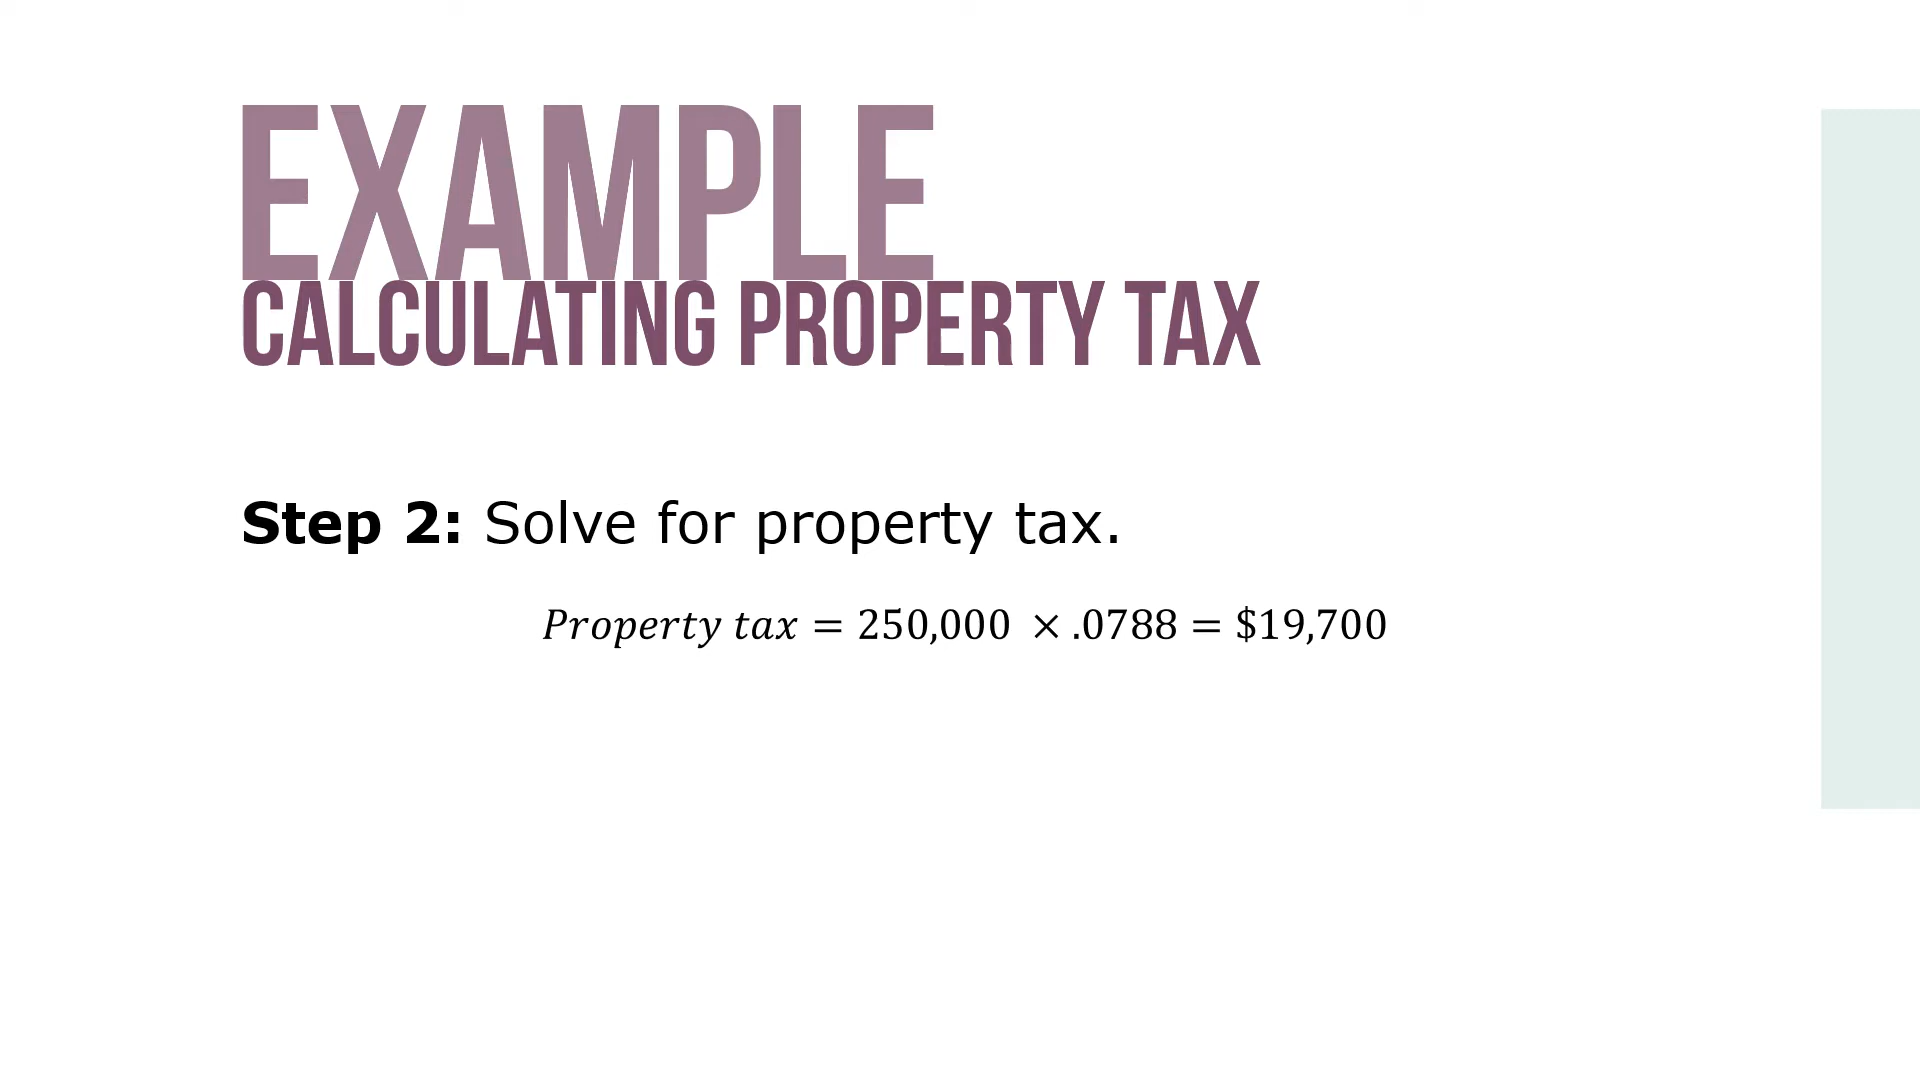 EXAMPLE
CALCULATING PROPERTY TAX
Step 2: Solve for property tax.
Property tax = 250,000 × .0788 = $19,700